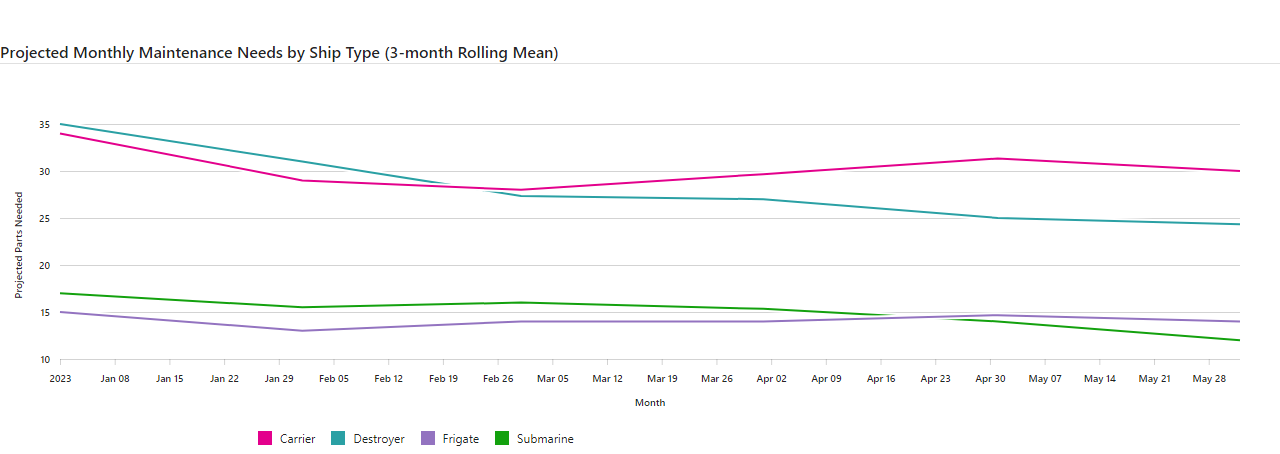 Projected Monthly Maintenance Needs by Ship Type (3-month Rolling Mean)
35
30
25
20
15
10
Projected Parts Needed
2023 Jan 08 Jan 15 Jan 22 Jan 29 Feb 05 Feb 12 Feb 19 Feb 26 Mar 05 Mar 12 Mar 19 Mar 26 Apr 02 Apr 09 Apr 16 Apr 23 Apr 30 May 07 May 14 May 21 May 28
Month
Carrier Destroyer Frigate Submarine